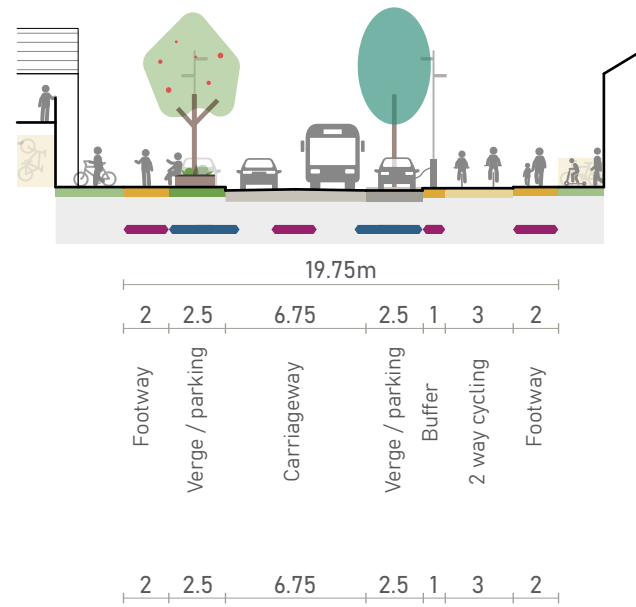 19.75m
2 2.5 6.75 2.5 1 3 2
Footway
Verge / parking
Carriageway
Verge / parking
Buffer
2 way cycling
Footway
2 2.5 6.75 2.5 1 3 2